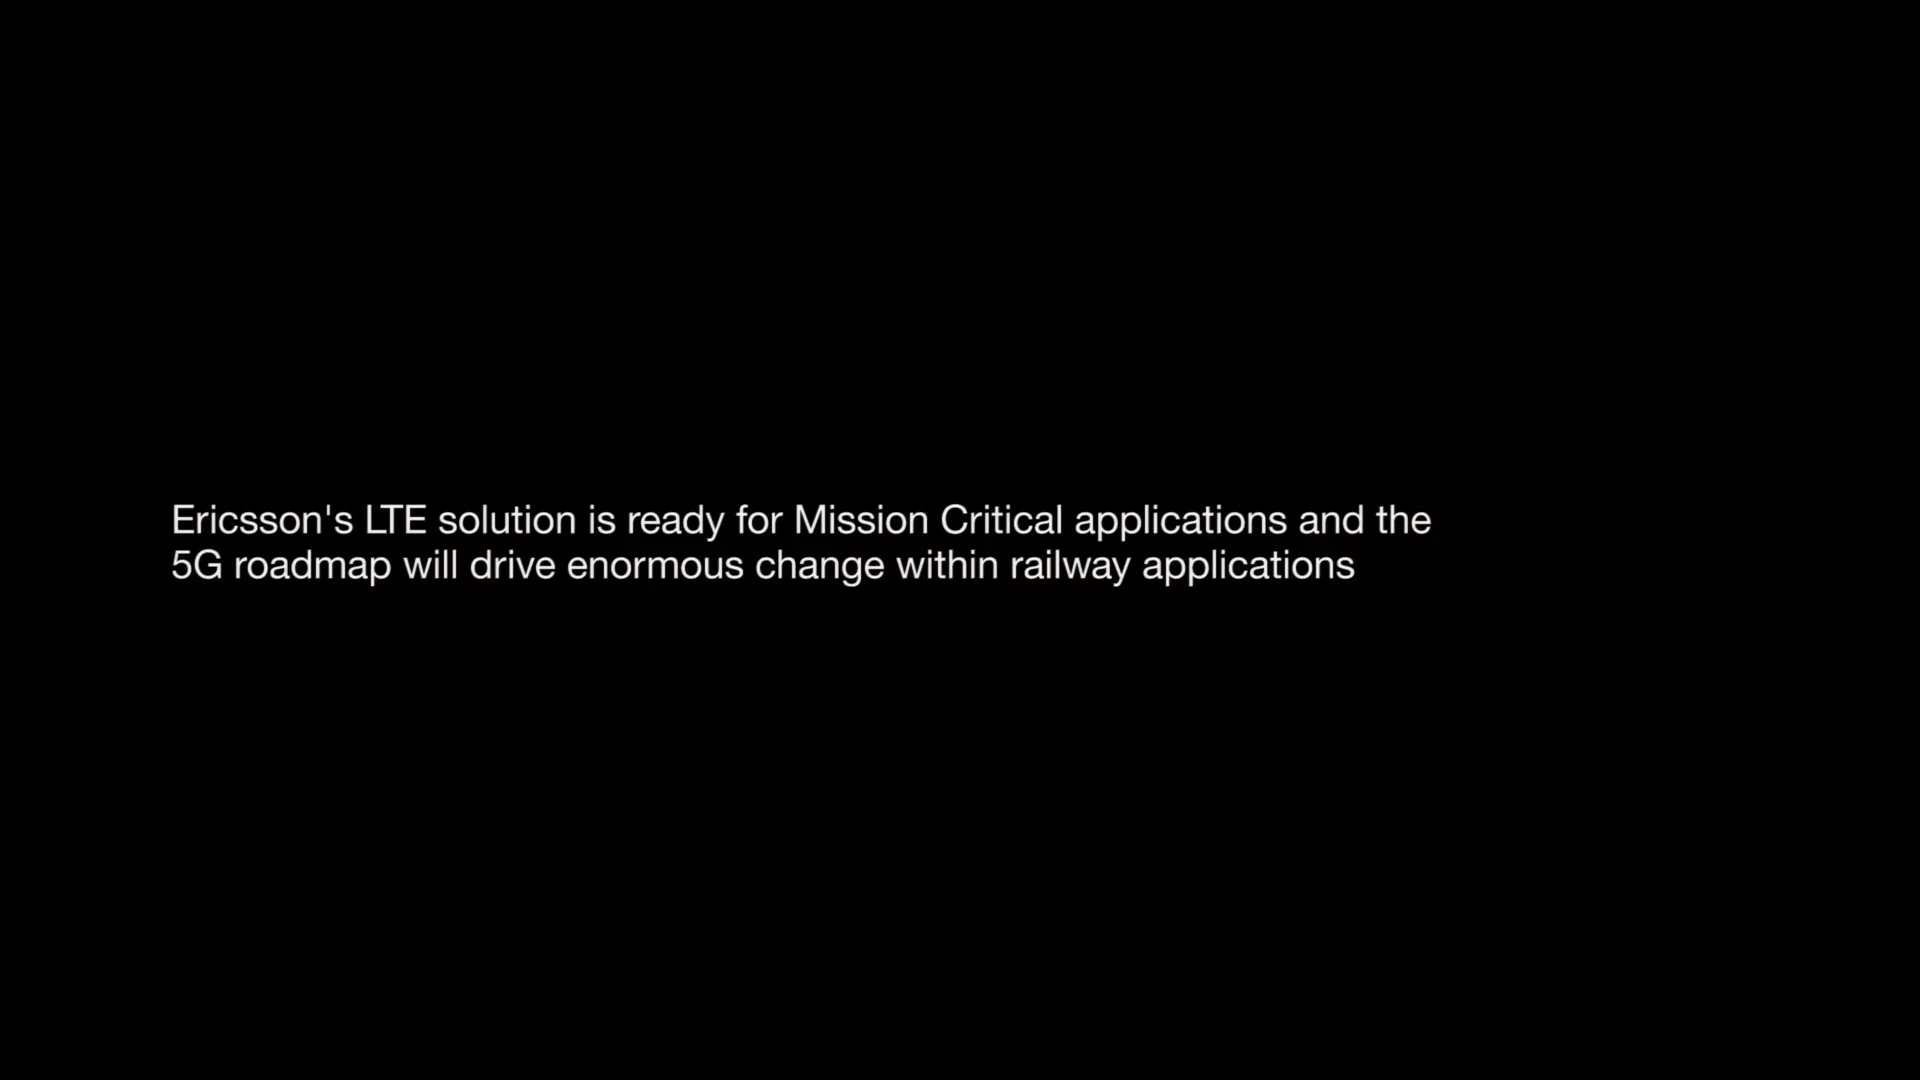 Ericsson's LTE solution is ready for Mission Critical applications and the
5G roadmap will drive enormous change within railway applications